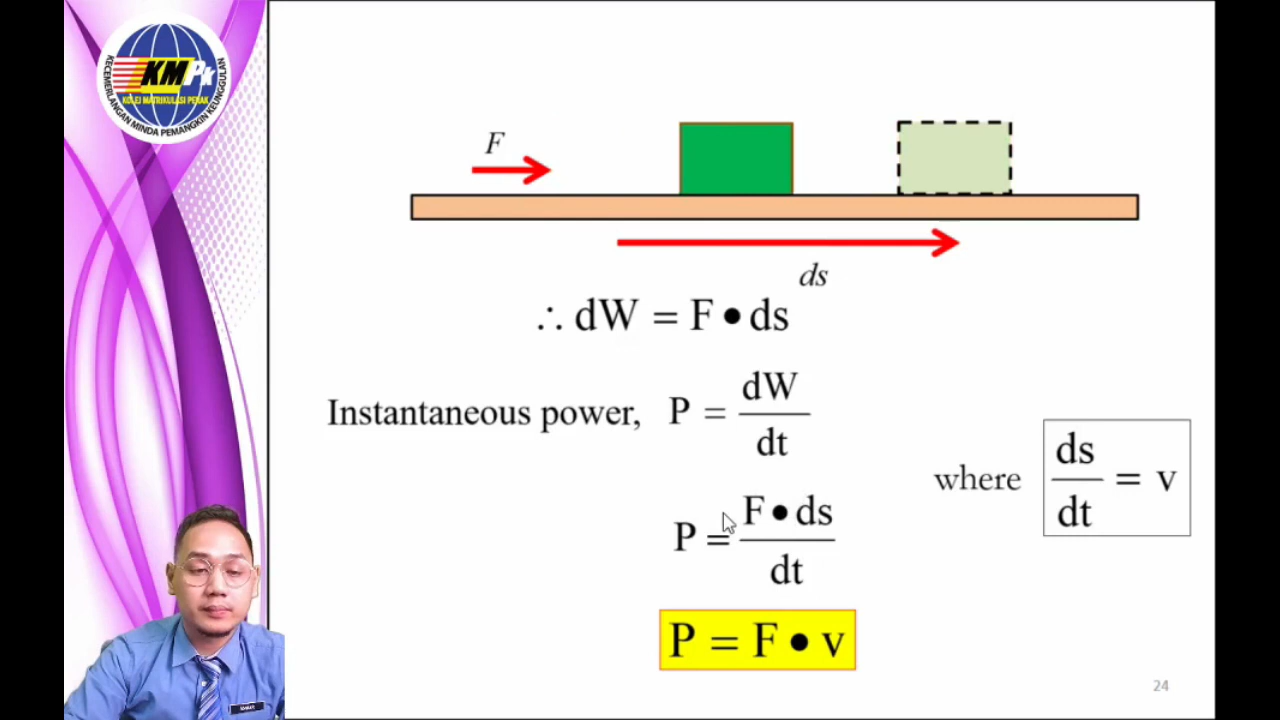 KMPk
KOLEJ MATRIKULASI PERAK
KECEMERLANGAN MINDA PEMANGKIN KEUNGGULAN
F
ds
∴ dW = F • ds
Instantaneous power, P = dW/dt
where ds/dt = v
P = F • ds/dt
P = F • v
24